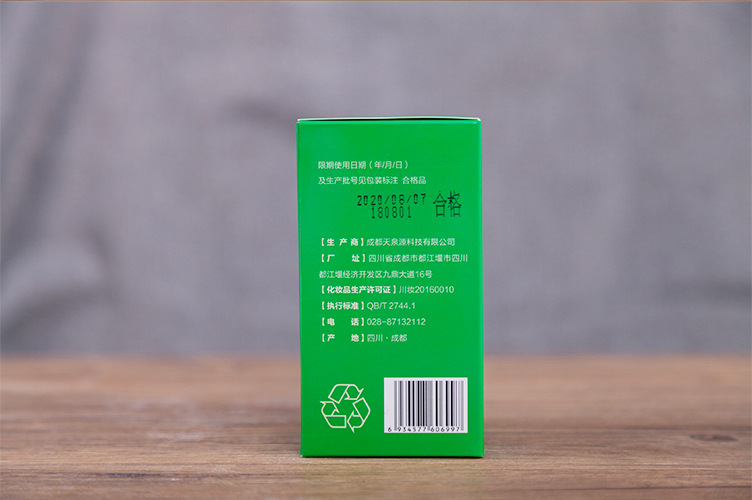 限期使用日期（年/月/日）
及生产批号见包装标注 合格品
2020/08/07 合格
180801
【生 产 商】成都天泉源科技有限公司
【厂 址】四川省成都市都江堰市四川
都江堰经济开发区九鼎大道16号
【化妆品生产许可证】川妆20160010
【执行标准】QB/T 2744.1
【电 话】028-87132112
【产 地】四川·成都
6 934577 606997